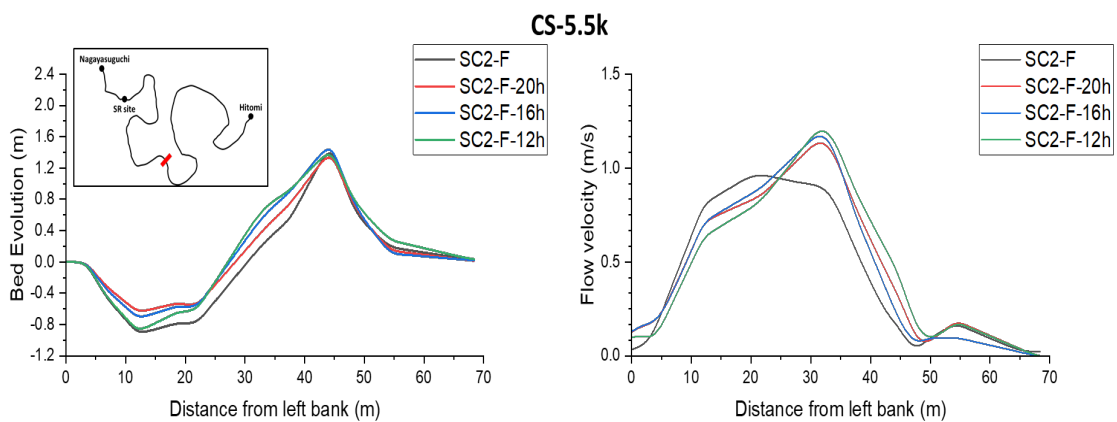 CS-5.5k
Nagayasuguchi
SR site
Hitomi
SC2-F
SC2-F-20h
SC2-F-16h
SC2-F-12h
Bed Evolution (m)
2.4
2.0
1.6
1.2
0.8
0.4
0.0
-0.4
-0.8
-1.2
0 10 20 30 40 50 60 70
Distance from left bank (m)
SC2-F
SC2-F-20h
SC2-F-16h
SC2-F-12h
Flow velocity (m/s)
1.5
1.0
0.5
0.0
0 10 20 30 40 50 60 70
Distance from left bank (m)